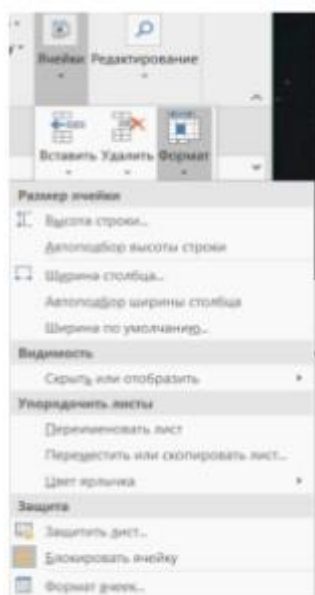 Ячейки Редактирование
Вставить Удалить Формат
Размер ячейки
Высота строки...
Автоподбор высоты строки
Ширина столбца...
Автоподбор ширины столбца
Ширина по умолчанию...
Видимость
Скрыть или отобразить
Упорядочить листы
Переименовать лист
Переместить или скопировать лист...
Цвет ярлычка
Защита
Защитить лист...
Блокировать ячейку
Формат ячеек...